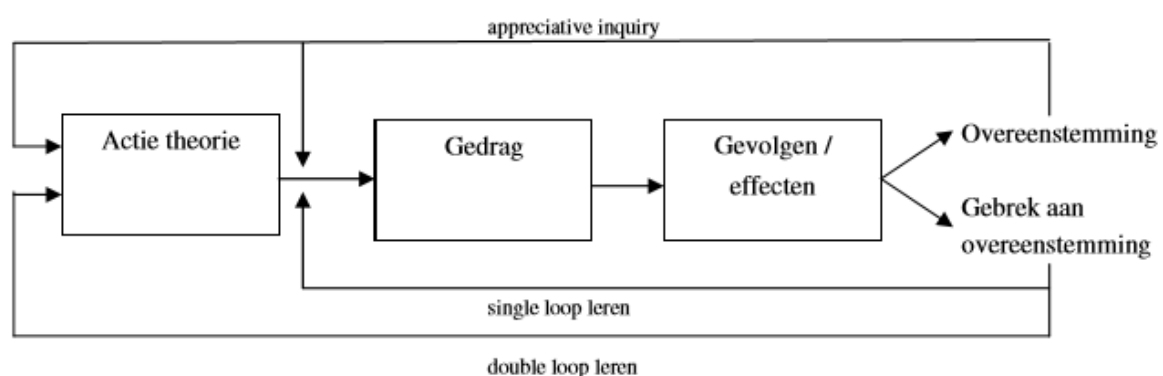 appreciative inquiry
Actie theorie
Gedrag
Gevolgen /
effecten
Overeenstemming
Gebrek aan
overeenstemming
single loop leren
double loop leren